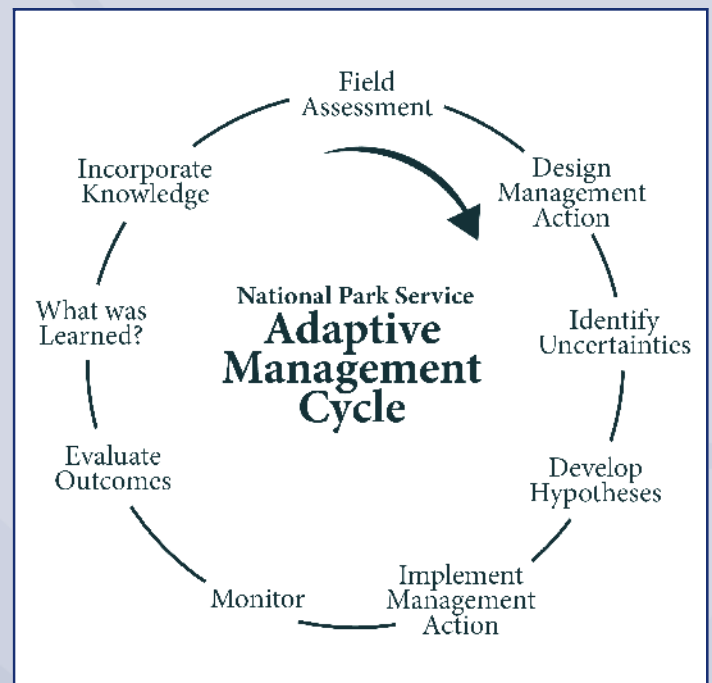 Field
Assessment
Design
Management
Action
Identify
Uncertainties
Develop
Hypotheses
Implement
Management
Action
Monitor
Evaluate
Outcomes
What was
Learned?
Incorporate
Knowledge
National Park Service
Adaptive
Management
Cycle